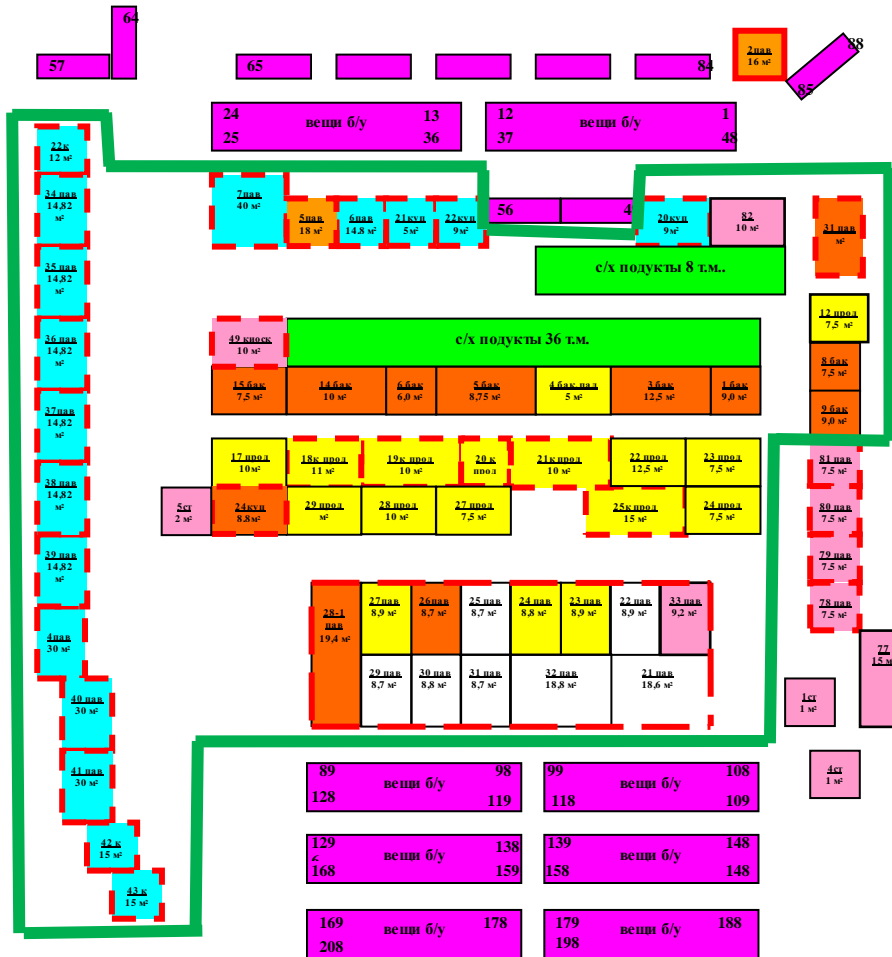 64
57
65
84
2пав
16 м²
88
85
24
13
вещи б/у
25
36
12
1
вещи б/у
37
48
22к
12 м²
34 пав
14,82
м²
35 пав
14,82
м²
36 пав
14,82
м²
37пав
14,82
м²
38 пав
14,82
м²
39 пав
14,82
м²
4пав
30 м²
40 пав
30 м²
41 пав
30 м²
42 к
15 м²
43 к
15 м²
7пав
40 м²
5пав
18 м²
6пав
14.8 м²
21куп
5м²
22куп
9м²
56
4
20куп
9м²
82
10 м²
31 пав
м²
с/х подукты 8 т.м..
12 прод
7,5 м²
8 бак
7,5 м²
9 бак
9,0 м²
49 киоск
10 м²
с/х подукты 36 т.м.
15 бак
7,5 м²
14 бак
10 м²
6 бак
6,0 м²
5 бак
8,75 м²
4 бак пад
5 м²
3 бак
12,5 м²
1 бак
9,0 м²
17 прод
10м²
18к прод
11 м²
19к прод
10 м²
20 к
прод
21к прод
10 м²
22 прод
12,5 м²
23 прод
7,5 м²
5ст
2 м²
24куп
8.8м²
29 прод
м²
28 прод
10 м²
27 прод
7,5 м²
25к прод
15 м²
24 прод
7,5 м²
81 пав
7.5 м²
80 пав
7.5 м²
79 пав
7.5 м²
78 пав
7.5 м²
77
15 м
1ст
1 м²
4ст
1 м²
28-1
пав
19,4 м²
27пав
8,9 м²
26пав
8,7 м²
25 пав
8,7 м²
24 пав
8,8 м²
23 пав
8,9 м²
22 пав
8,9 м²
33пав
9,2 м²
29 пав
8,7 м²
30 пав
8,8 м²
31 пав
8,7 м²
32 пав
18,8 м²
21 пав
18,6 м²
89
98
вещи б/у
128
119
99
108
вещи б/у
118
109
129
138
вещи б/у
168
159
139
148
вещи б/у
158
148
169
178
вещи б/у
208
179
188
вещи б/у
198